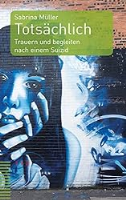 Sabrina Müller
Totsächlich
Trauern und begleiten
nach einem Suizid